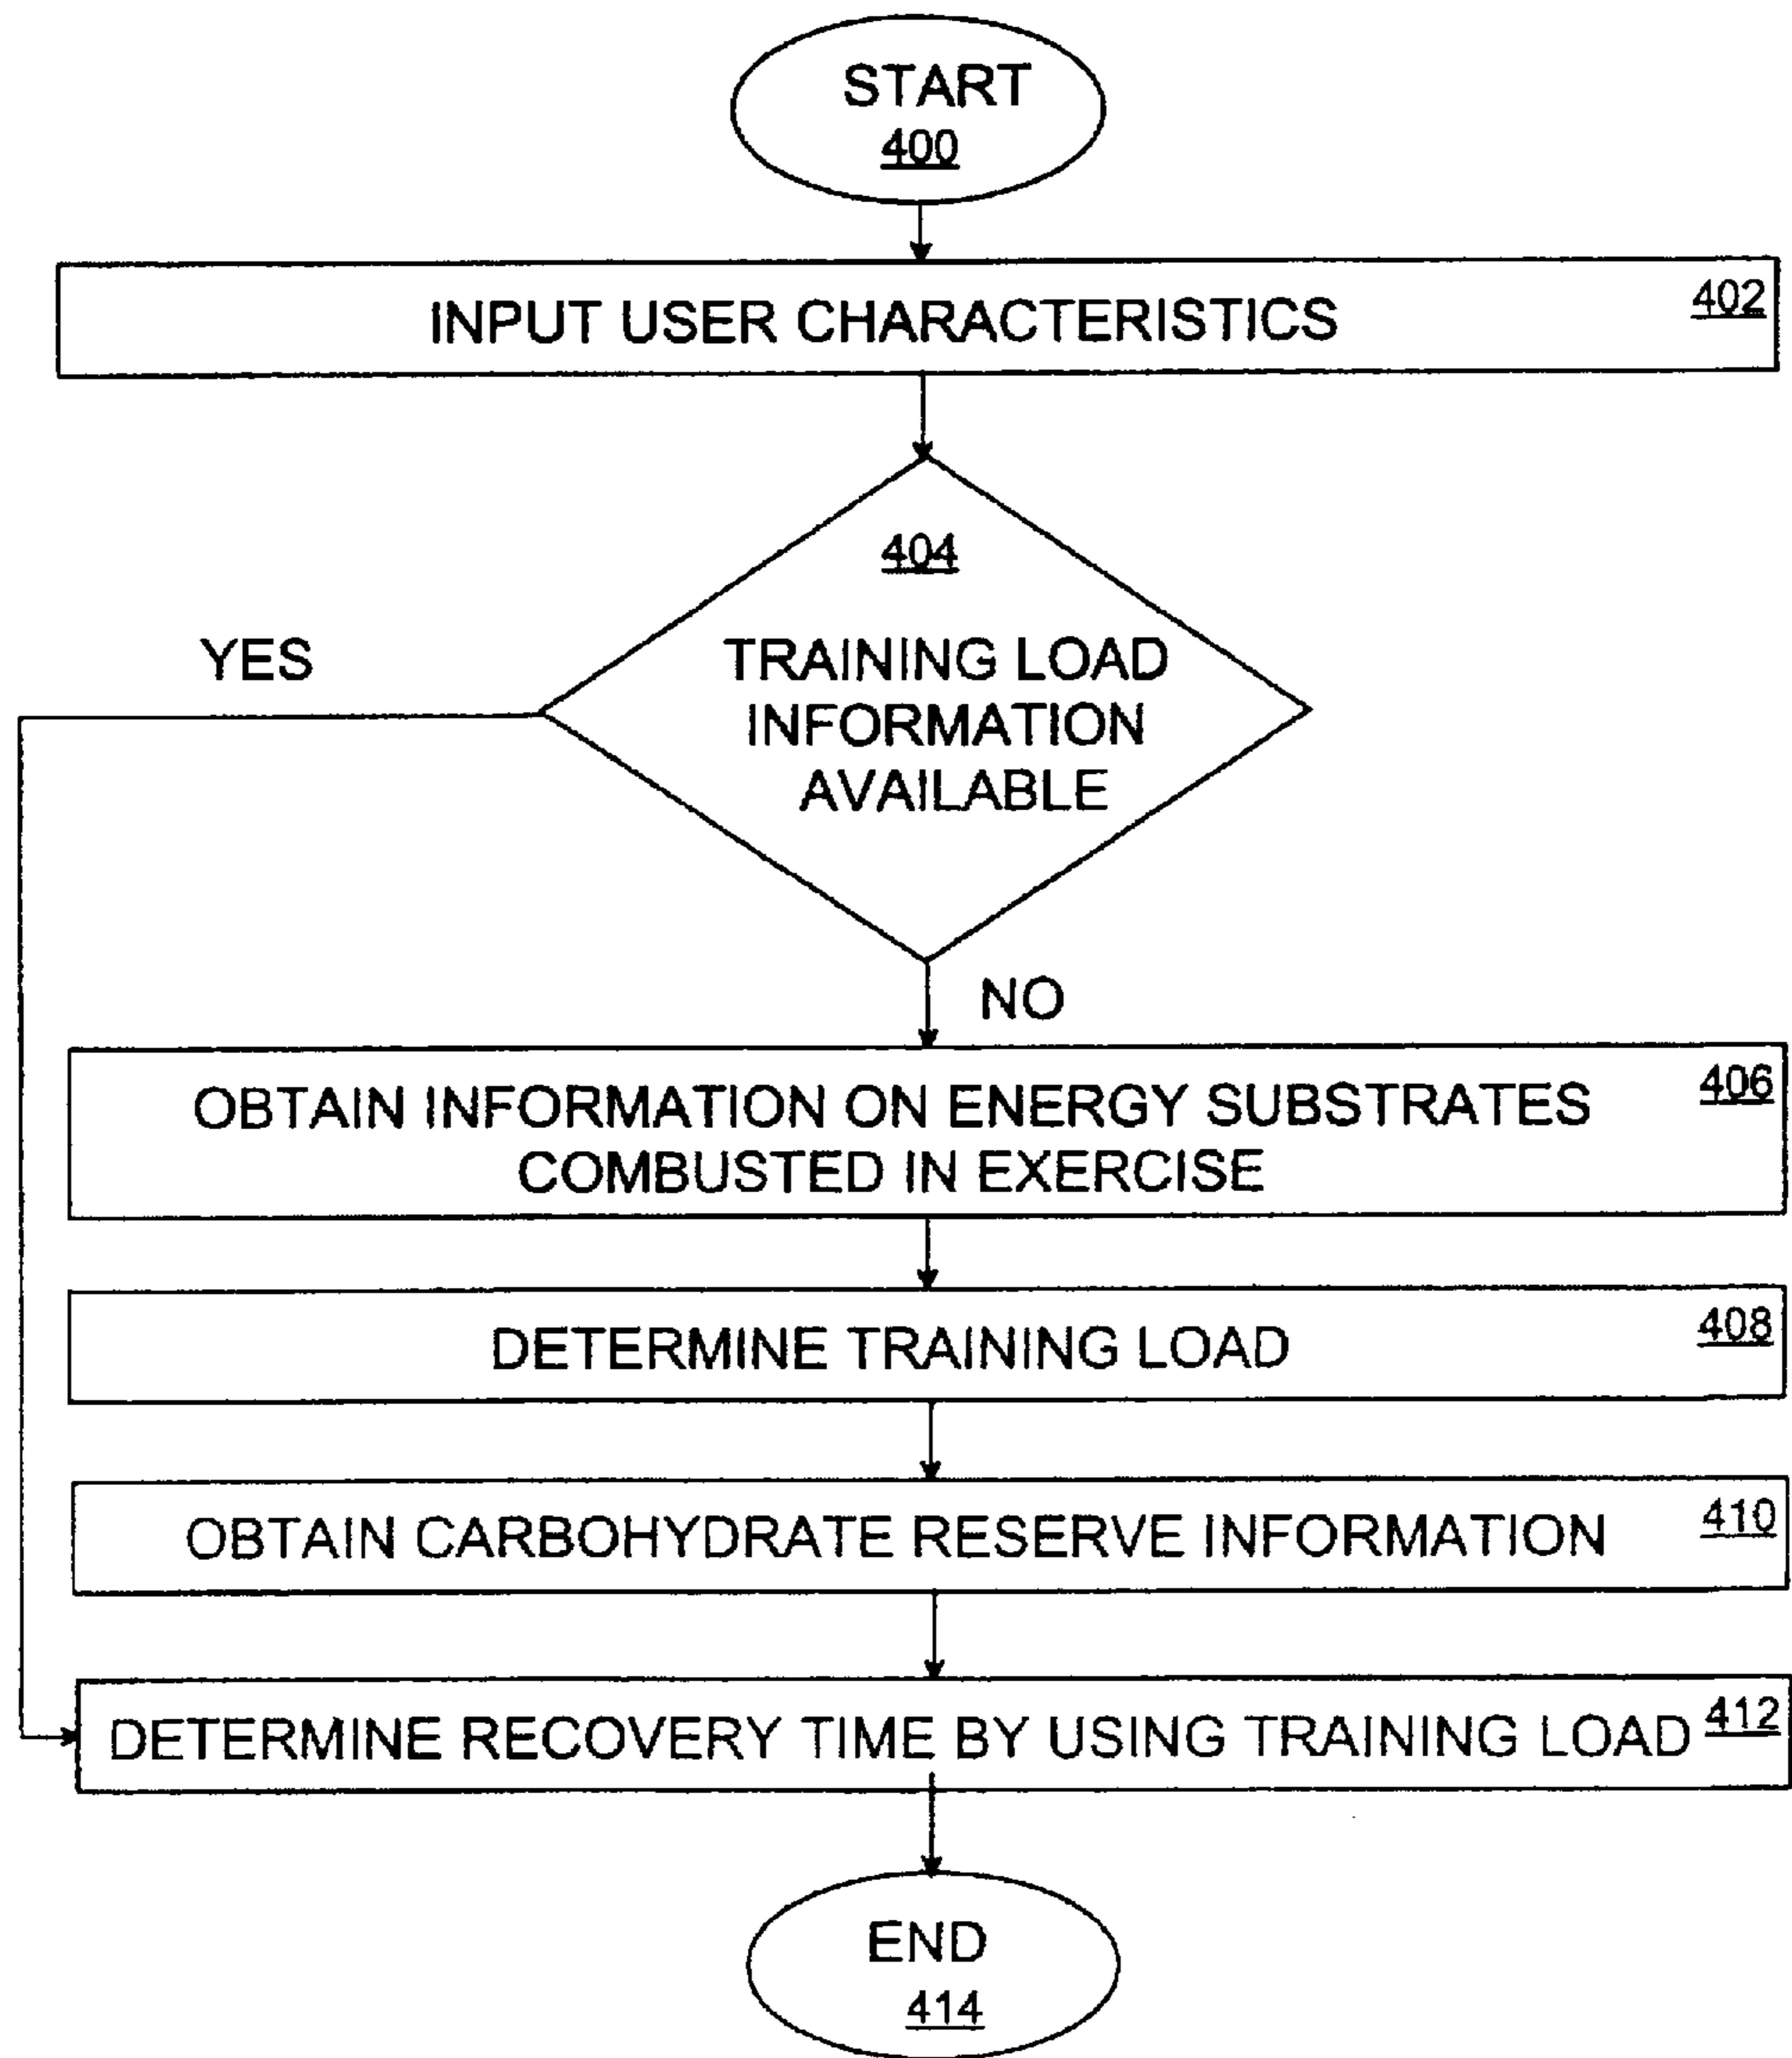 START
400
INPUT USER CHARACTERISTICS
402
404
TRAINING LOAD
INFORMATION
AVAILABLE
YES
NO
OBTAIN INFORMATION ON ENERGY SUBSTRATES
COMBUSTED IN EXERCISE
406
DETERMINE TRAINING LOAD
408
OBTAIN CARBOHYDRATE RESERVE INFORMATION
410
DETERMINE RECOVERY TIME BY USING TRAINING LOAD
412
END
414